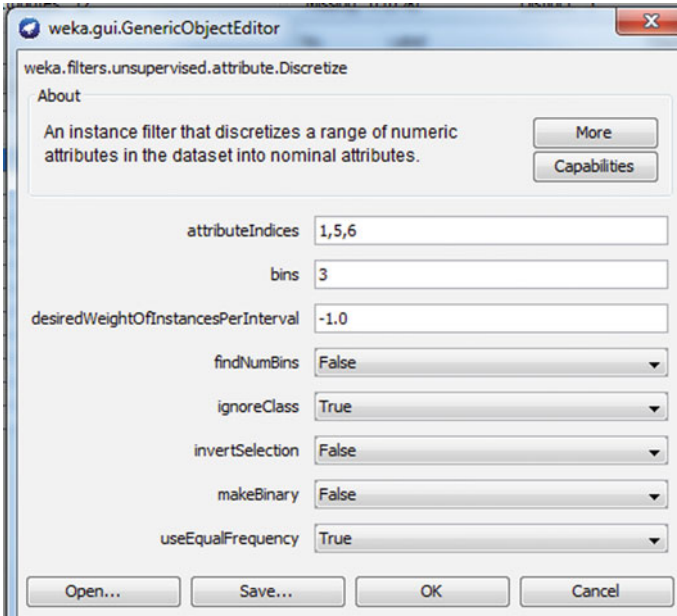 weka.gui.GenericObjectEditor
weka.filters.unsupervised.attribute.Discretize
About
An instance filter that discretizes a range of numeric
attributes in the dataset into nominal attributes.
More
Capabilities
attributeIndices 1,5,6
bins 3
desiredWeightOfInstancesPerInterval -1.0
findNumBins False
ignoreClass True
invertSelection False
makeBinary False
useEqualFrequency True
Open... Save... OK Cancel